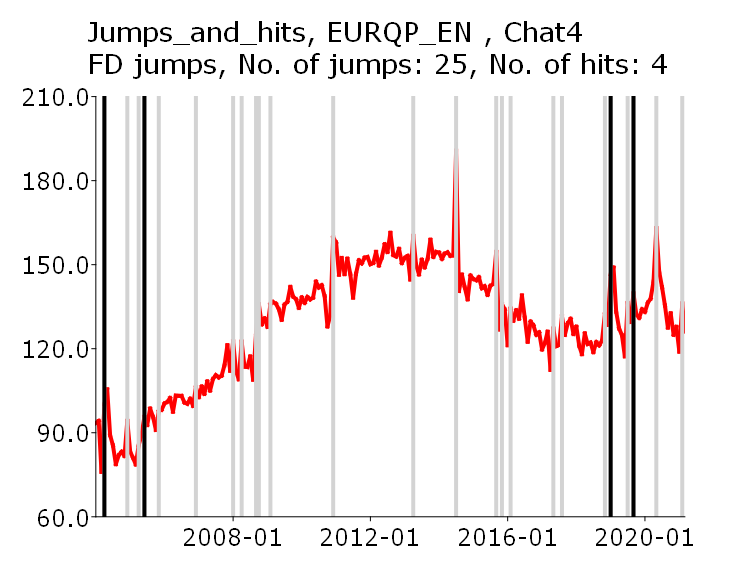 Jumps_and_hits, EURQP_EN , Chat4
FD jumps, No. of jumps: 25, No. of hits: 4
210.0
180.0
150.0
120.0
90.0
60.0
2008-01 2012-01 2016-01 2020-01